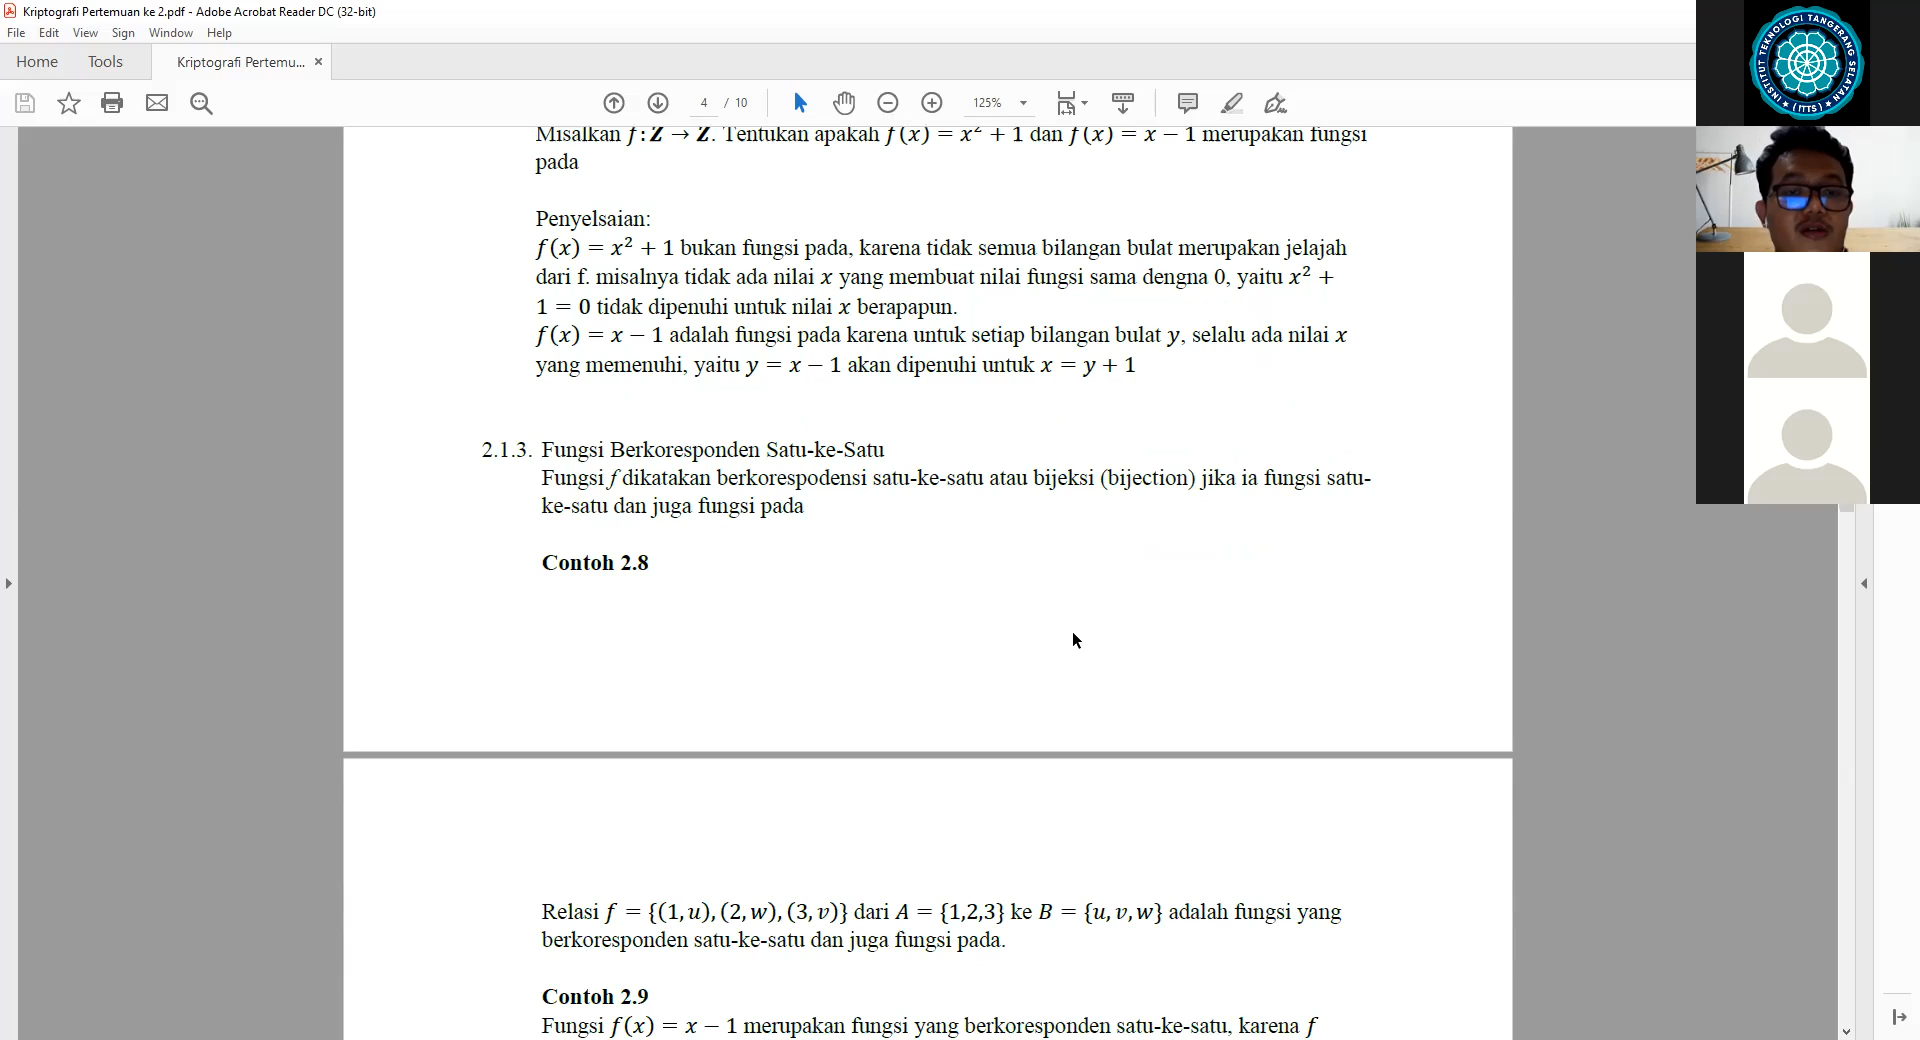 Kriptografi Pertemuan ke 2.pdf - Adobe Acrobat Reader DC (32-bit)
File Edit View Sign Window Help
Home Tools Kriptografi Pertemu... ×
4 / 10 125%
Misalkan f: Z → Z. Tentukan apakah f(x) = x² + 1 dan f(x) = x − 1 merupakan fungsi
pada
Penyelsaian:
f(x) = x² + 1 bukan fungsi pada, karena tidak semua bilangan bulat merupakan jelajah
dari f. misalnya tidak ada nilai x yang membuat nilai fungsi sama dengna 0, yaitu x² +
1 = 0 tidak dipenuhi untuk nilai x berapapun.
f(x) = x − 1 adalah fungsi pada karena untuk setiap bilangan bulat y, selalu ada nilai x
yang memenuhi, yaitu y = x − 1 akan dipenuhi untuk x = y + 1
2.1.3. Fungsi Berkoresponden Satu-ke-Satu
Fungsi f dikatakan berkorespodensi satu-ke-satu atau bijeksi (bijection) jika ia fungsi satu-
ke-satu dan juga fungsi pada
Contoh 2.8
Relasi f = {(1, u), (2, w), (3, v)} dari A = {1,2,3} ke B = {u, v, w} adalah fungsi yang
berkoresponden satu-ke-satu dan juga fungsi pada.
Contoh 2.9
Fungsi f(x) = x − 1 merupakan fungsi yang berkoresponden satu-ke-satu, karena f
INSTITUT TEKNOLOGI TANGERANG SELATAN
(ITTS)